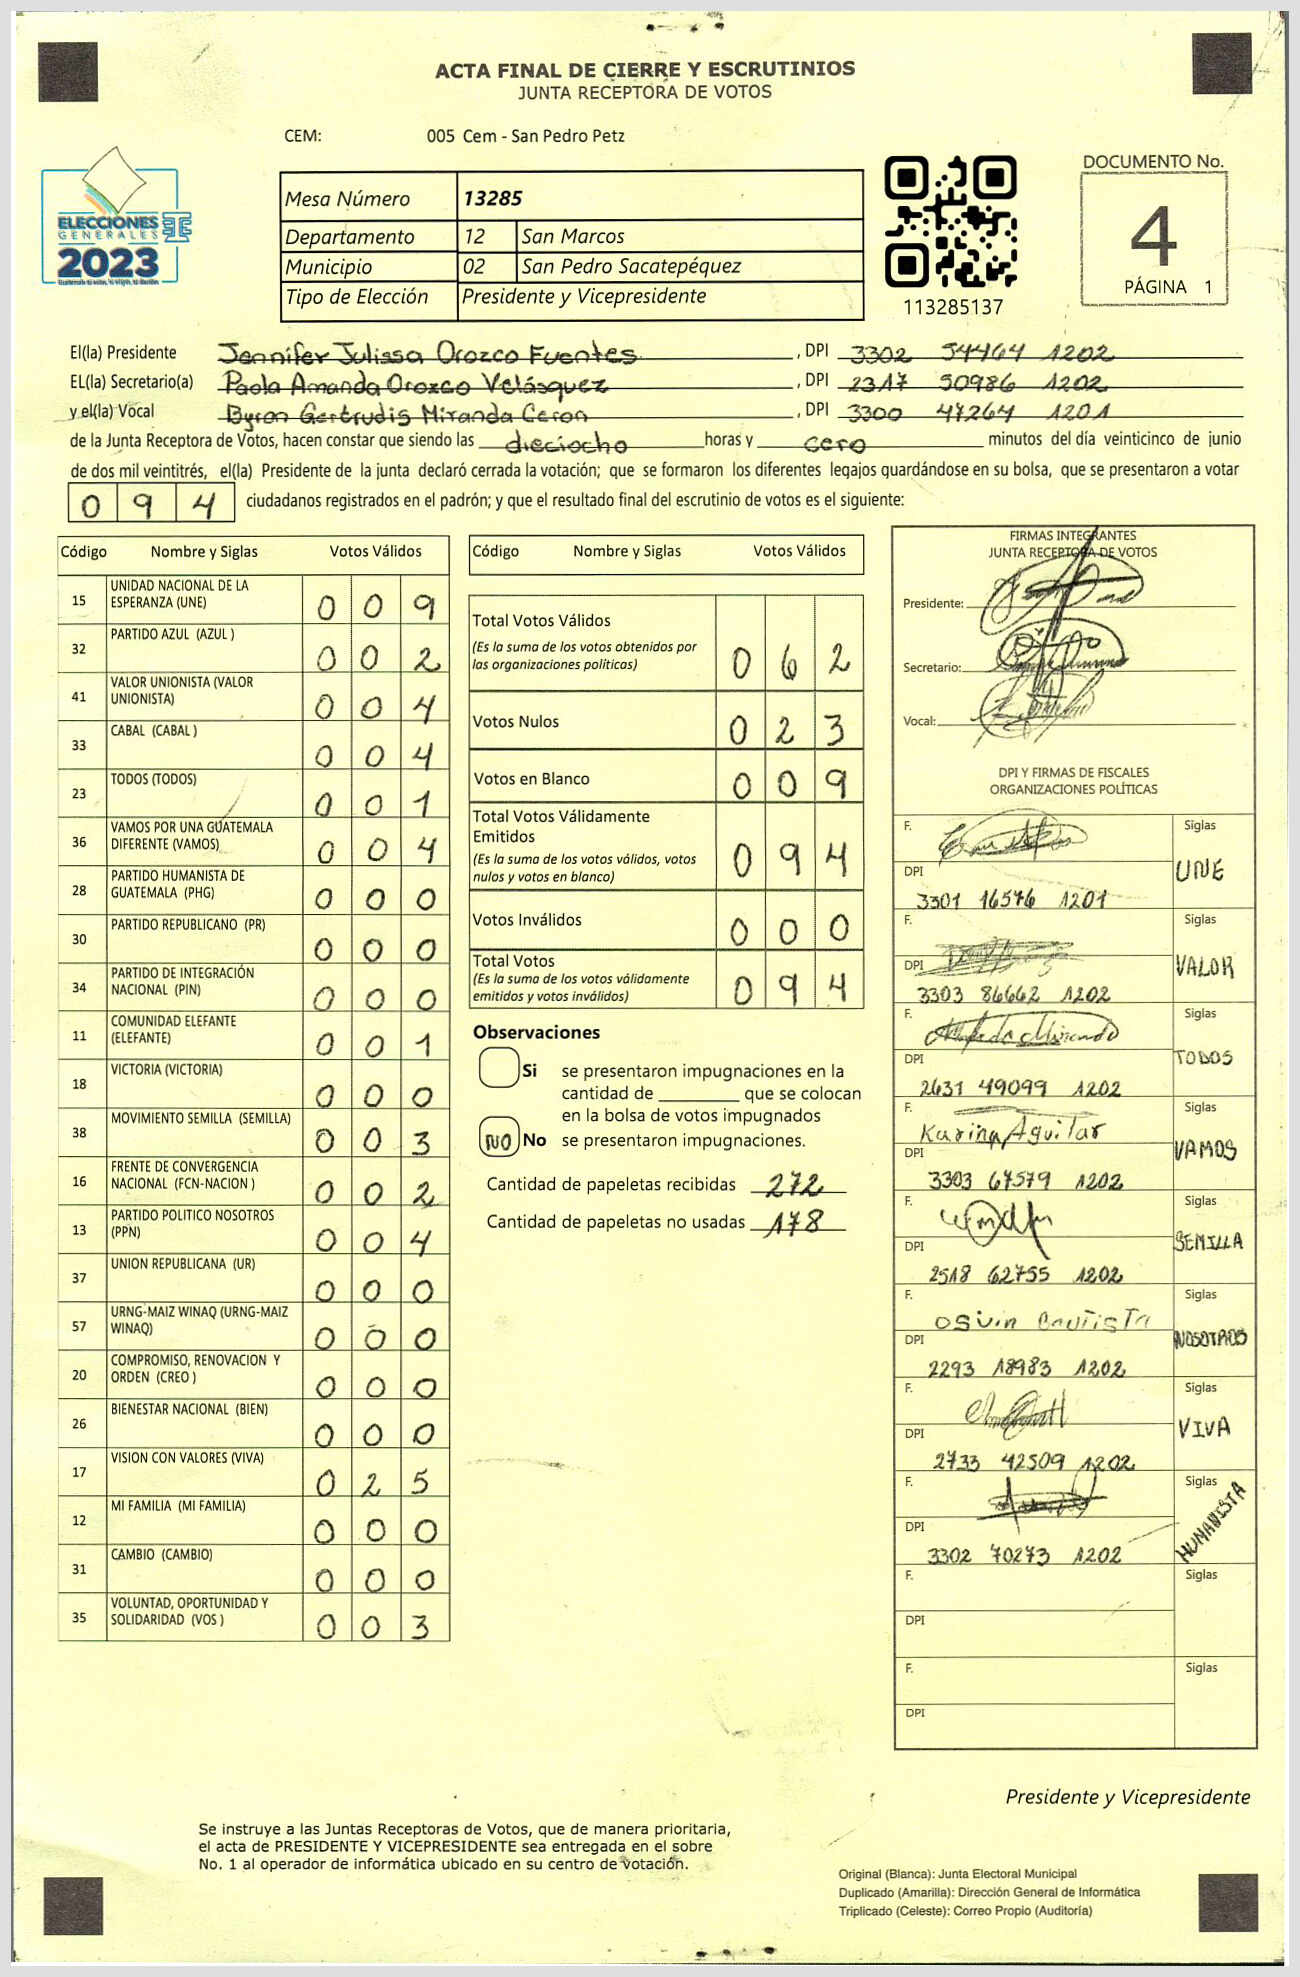 ACTA FINAL DE CIERRE Y ESCRUTINIOS
JUNTA RECEPTORA DE VOTOS
CEM: 005 Cem - San Pedro Petz
ELECCIONES
GENERALES
2023
Mesa Número 13285
Departamento 12 San Marcos
Municipio 02 San Pedro Sacatepéquez
Tipo de Elección Presidente y Vicepresidente
113285137
DOCUMENTO No.
4
PÁGINA 1
El(la) Presidente Jennifer Julissa Orozco Fuentes, DPI 3302 54464 1202
EL(la) Secretario(a) Paola Amanda Orozco Velásquez, DPI 2317 50986 1202
y el(la) Vocal Byron Gertrudis Miranda Ceron, DPI 3300 47264 1201
de la Junta Receptora de Votos, hacen constar que siendo las dieciocho horas y cero minutos del día veinticinco de junio
de dos mil veintitrés, el(la) Presidente de la junta declaró cerrada la votación; que se formaron los diferentes legajos guardándose en su bolsa, que se presentaron a votar
0 9 4 ciudadanos registrados en el padrón; y que el resultado final del escrutinio de votos es el siguiente:
Código Nombre y Siglas Votos Válidos
15 UNIDAD NACIONAL DE LA ESPERANZA (UNE) 0 0 9
32 PARTIDO AZUL (AZUL ) 0 0 2
41 VALOR UNIONISTA (VALOR UNIONISTA) 0 0 4
33 CABAL (CABAL ) 0 0 4
23 TODOS (TODOS) 0 0 1
36 VAMOS POR UNA GUATEMALA DIFERENTE (VAMOS) 0 0 4
28 PARTIDO HUMANISTA DE GUATEMALA (PHG) 0 0 0
30 PARTIDO REPUBLICANO (PR) 0 0 0
34 PARTIDO DE INTEGRACIÓN NACIONAL (PIN) 0 0 0
11 COMUNIDAD ELEFANTE (ELEFANTE) 0 0 1
18 VICTORIA (VICTORIA) 0 0 0
38 MOVIMIENTO SEMILLA (SEMILLA) 0 0 3
16 FRENTE DE CONVERGENCIA NACIONAL (FCN-NACION ) 0 0 2
13 PARTIDO POLITICO NOSOTROS (PPN) 0 0 4
37 UNION REPUBLICANA (UR) 0 0 0
57 URNG-MAIZ WINAQ (URNG-MAIZ WINAQ) 0 0 0
20 COMPROMISO, RENOVACION Y ORDEN (CREO ) 0 0 0
26 BIENESTAR NACIONAL (BIEN) 0 0 0
17 VISION CON VALORES (VIVA) 0 2 5
12 MI FAMILIA (MI FAMILIA) 0 0 0
31 CAMBIO (CAMBIO) 0 0 0
35 VOLUNTAD, OPORTUNIDAD Y SOLIDARIDAD (VOS ) 0 0 3
Código Nombre y Siglas Votos Válidos
Total Votos Válidos
(Es la suma de los votos obtenidos por
las organizaciones políticas) 0 6 2
Votos Nulos 0 2 3
Votos en Blanco 0 0 9
Total Votos Válidamente
Emitidos
(Es la suma de los votos válidos, votos
nulos y votos en blanco) 0 9 4
Votos Inválidos 0 0 0
Total Votos
(Es la suma de los votos válidamente
emitidos y votos inválidos) 0 9 4
Observaciones
Si se presentaron impugnaciones en la
cantidad de ________ que se colocan
en la bolsa de votos impugnados
NO No se presentaron impugnaciones.
Cantidad de papeletas recibidas 272
Cantidad de papeletas no usadas 178
FIRMAS INTEGRANTES
JUNTA RECEPTORA DE VOTOS
Presidente:
Secretario:
Vocal:
DPI Y FIRMAS DE FISCALES
ORGANIZACIONES POLÍTICAS
F. Siglas UNE
DPI 3301 16576 1201
F. Siglas VALOR
DPI 3303 86662 1202
F. Siglas TODOS
DPI 2631 49099 1202
F. Karina Aguilar Siglas VAMOS
DPI 3303 67579 1202
F. Siglas SEMILLA
DPI 2518 62755 1202
F. Osvin Bautista Siglas NOSOTROS
DPI 2293 18983 1202
F. Siglas VIVA
DPI 2733 42509 1202
F. Siglas HUMANISTA
DPI 3302 70273 1202
F. Siglas
DPI
F. Siglas
DPI
Presidente y Vicepresidente
Se instruye a las Juntas Receptoras de Votos, que de manera prioritaria,
el acta de PRESIDENTE Y VICEPRESIDENTE sea entregada en el sobre
No. 1 al operador de informática ubicado en su centro de votación.
Original (Blanca): Junta Electoral Municipal
Duplicado (Amarilla): Dirección General de Informática
Triplicado (Celeste): Correo Propio (Auditoría)